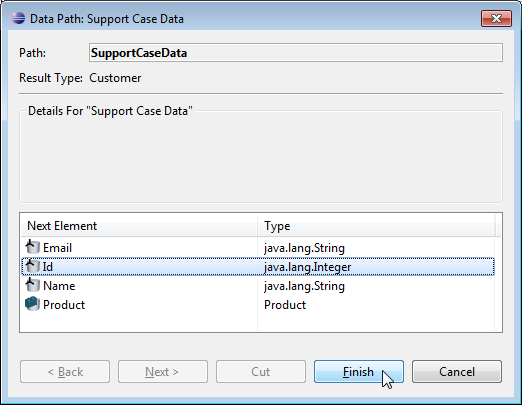 Data Path: Support Case Data
Path: SupportCaseData
Result Type: Customer
Details For "Support Case Data"
Next Element Type
Email java.lang.String
Id java.lang.Integer
Name java.lang.String
Product Product
< Back Next > Cut Finish Cancel